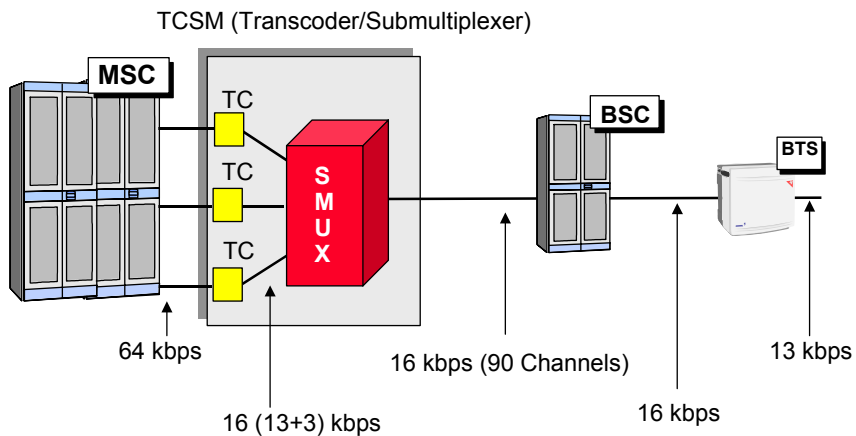 TCSM (Transcoder/Submultiplexer)
MSC
TC
TC
TC
SMUX
BSC
BTS
64 kbps
16 (13+3) kbps
16 kbps (90 Channels)
16 kbps
13 kbps